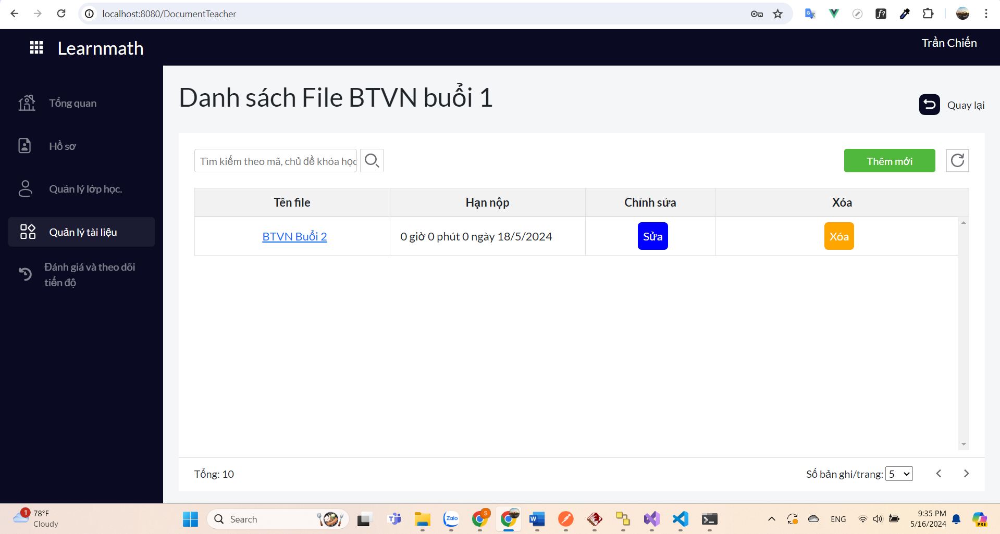 localhost:8080/DocumentTeacher
Learnmath
Trần Chiến
Tổng quan
Hồ sơ
Quản lý lớp học.
Quản lý tài liệu
Đánh giá và theo dõi
tiến độ
Danh sách File BTVN buổi 1
Quay lại
Tìm kiếm theo mã, chủ đề khóa học
Thêm mới
Tên file
Hạn nộp
Chỉnh sửa
Xóa
BTVN Buổi 2
0 giờ 0 phút 0 ngày 18/5/2024
Sửa
Xóa
Tổng: 10
Số bản ghi/trang: 5
1
78°F
Cloudy
Search
Zalo
S
ENG
9:35 PM
5/16/2024
PRE